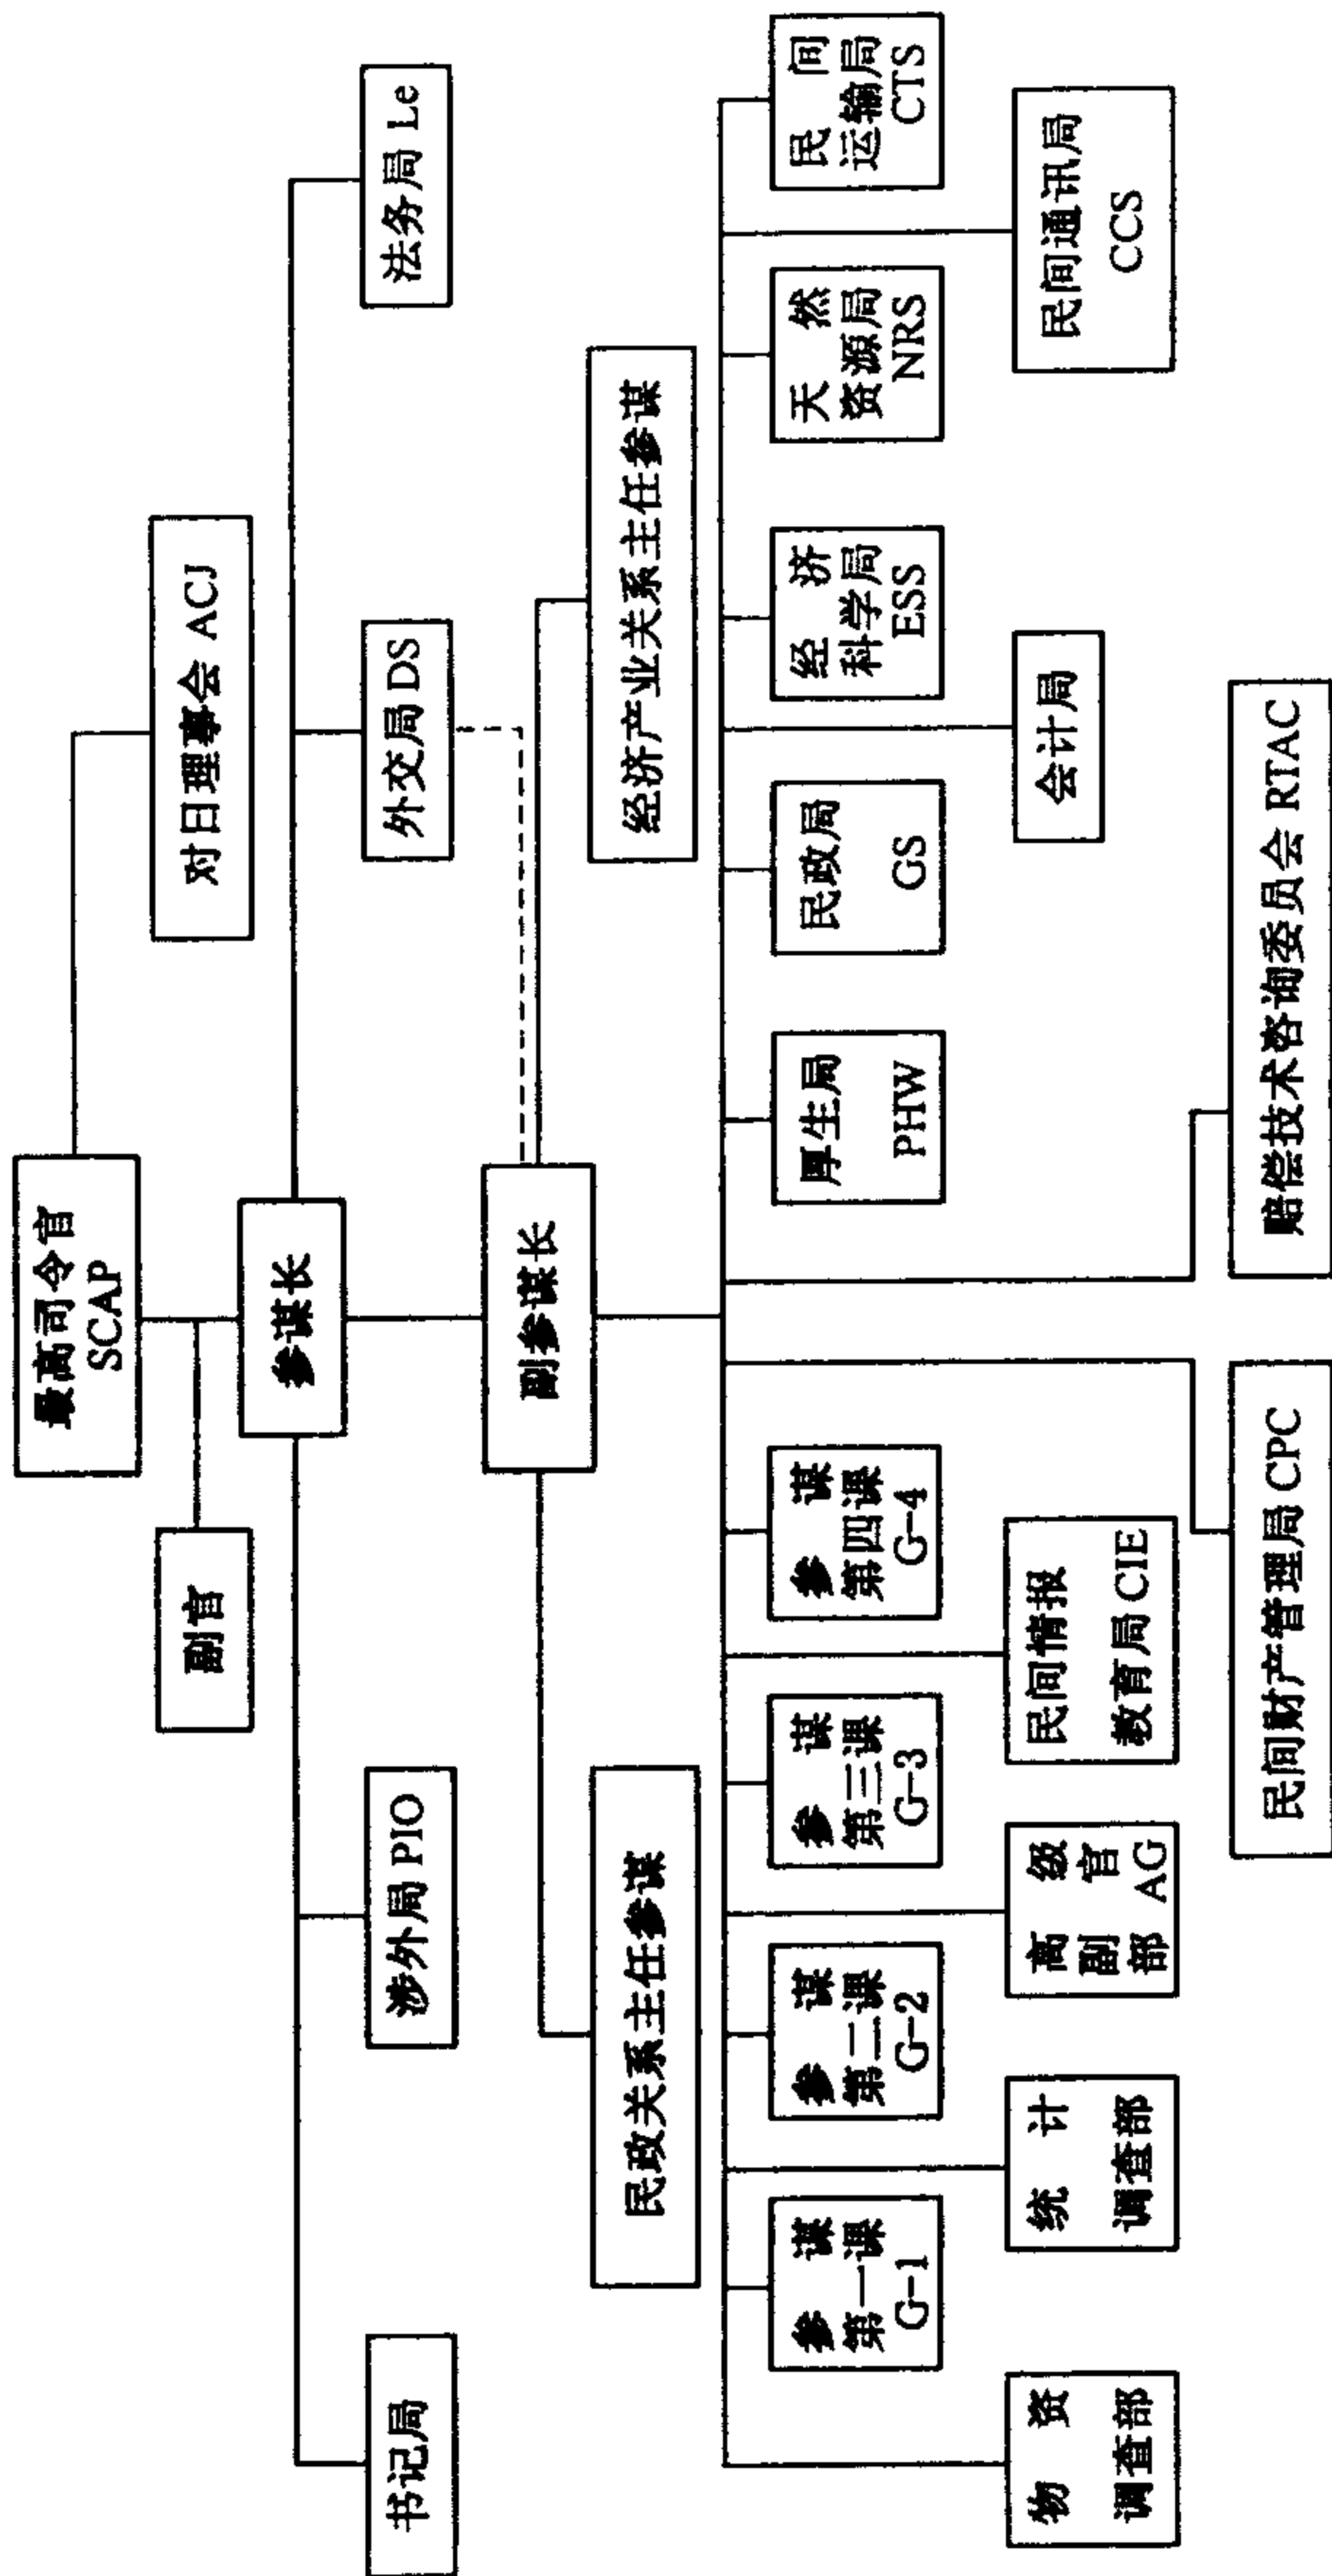 最高司令官
SCAP
对日理事会 ACJ
副官
参谋长
书记局
涉外局 PIO
外交局 DS
法务局 Le
副参谋长
民政关系主任参谋
经济产业关系主任参谋
参谋
第一课
G-1
参谋
第二课
G-2
参谋
第三课
G-3
参谋
第四课
G-4
厚生局
PHW
民政局
GS
经济
科学局
ESS
天然
资源局
NRS
民间
运输局
CTS
物资
调查部
统计
调查部
高级
副官
部 AG
民间情报
教育局 CIE
会计局
民间通讯局
CCS
民间财产管理局 CPC
赔偿技术咨询委员会 RTAC